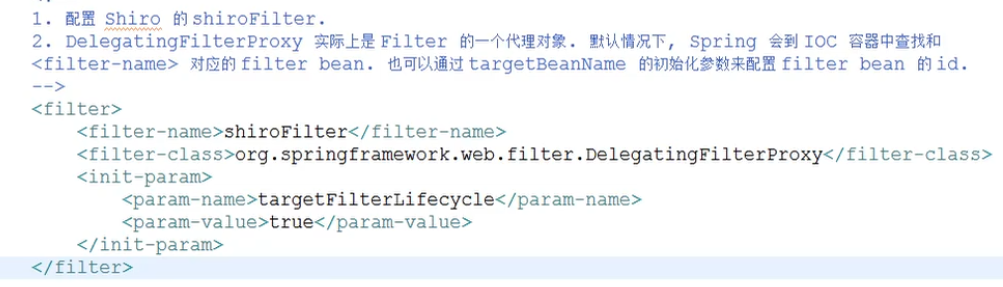 1. 配置 Shiro 的 shiroFilter.
2. DelegatingFilterProxy 实际上是 Filter 的一个代理对象. 默认情况下, Spring 会到 IOC 容器中查找和
<filter-name> 对应的 filter bean. 也可以通过 targetBeanName 的初始化参数来配置 filter bean 的 id.
-->
<filter>
    <filter-name>shiroFilter</filter-name>
    <filter-class>org.springframework.web.filter.DelegatingFilterProxy</filter-class>
    <init-param>
        <param-name>targetFilterLifecycle</param-name>
        <param-value>true</param-value>
    </init-param>
</filter>